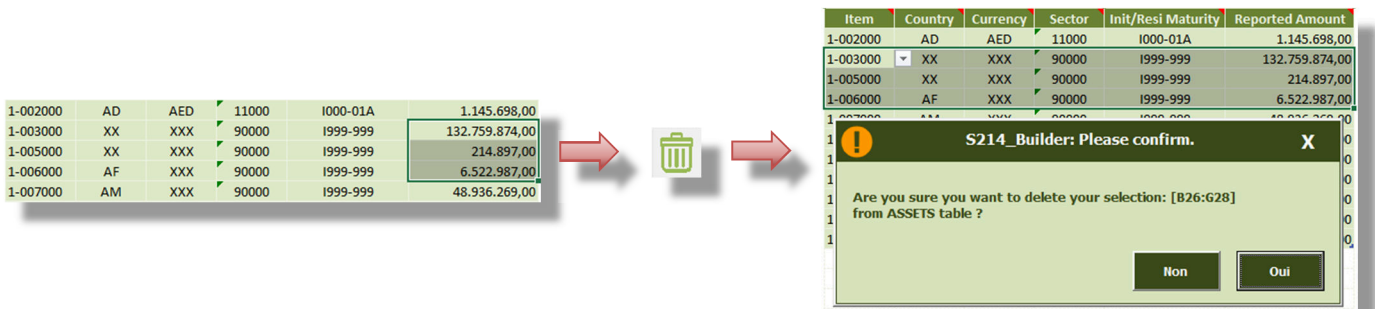 1-002000 AD AED 11000 I000-01A 1.145.698,00
1-003000 XX XXX 90000 I999-999 132.759.874,00
1-005000 XX XXX 90000 I999-999 214.897,00
1-006000 AF XXX 90000 I999-999 6.522.987,00
1-007000 AM XXX 90000 I999-999 48.936.269,00
Item Country Currency Sector Init/Resi Maturity Reported Amount
1-002000 AD AED 11000 I000-01A 1.145.698,00
1-003000 XX XXX 90000 I999-999 132.759.874,00
1-005000 XX XXX 90000 I999-999 214.897,00
1-006000 AF XXX 90000 I999-999 6.522.987,00
S214_Builder: Please confirm. X
Are you sure you want to delete your selection: [B26:G28]
from ASSETS table ?
Non Oui